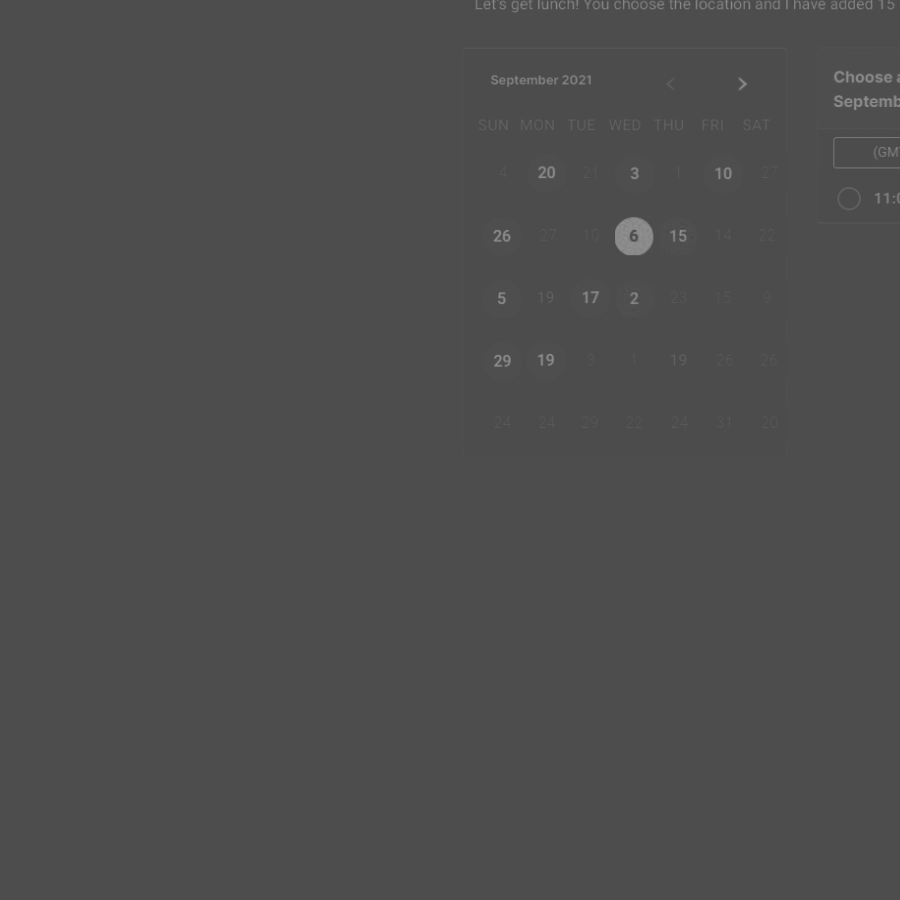 Let's get lunch! You choose the location and I have added 15
September 2021
Choose a
Septemb
SUN MON TUE WED THU FRI SAT
(GM
4 20 21 3 1 10 27
11:0
26 27 10 6 15 14 22
5 19 17 2 23 15 9
29 19 3 1 19 26 26
24 24 29 22 24 31 20